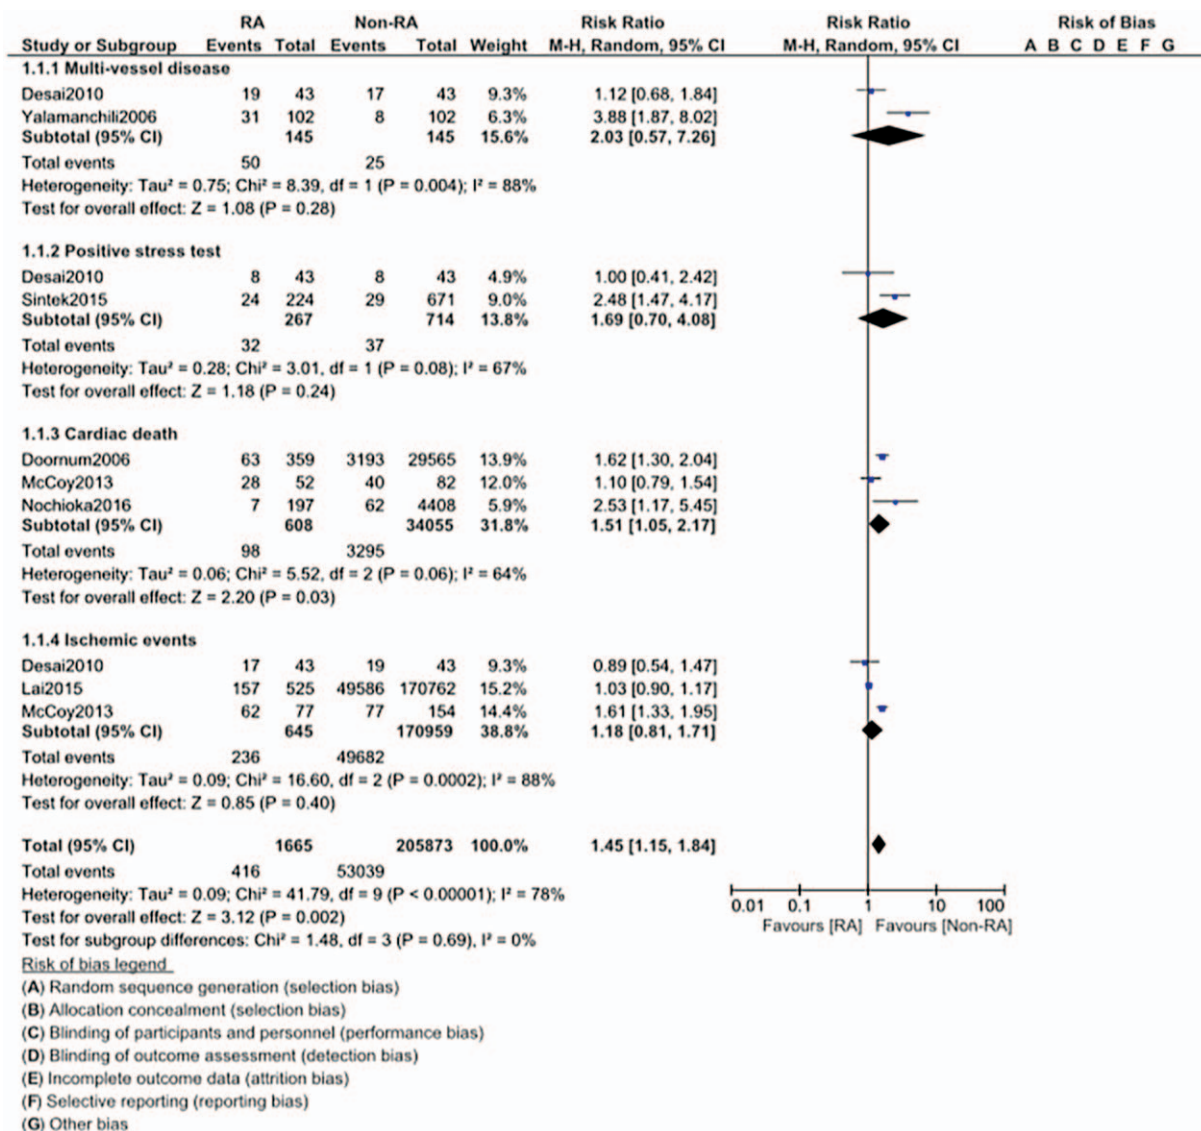 RA Non-RA Risk Ratio Risk Ratio Risk of Bias
Study or Subgroup Events Total Events Total Weight M-H, Random, 95% CI M-H, Random, 95% CI A B C D E F G
1.1.1 Multi-vessel disease
Desai2010 19 43 17 43 9.3% 1.12 [0.68, 1.84]
Yalamanchili2006 31 102 8 102 6.3% 3.88 [1.87, 8.02]
Subtotal (95% CI) 145 145 15.6% 2.03 [0.57, 7.26]
Total events 50 25
Heterogeneity: Tau² = 0.75; Chi² = 8.39, df = 1 (P = 0.004); I² = 88%
Test for overall effect: Z = 1.08 (P = 0.28)
1.1.2 Positive stress test
Desai2010 8 43 8 43 4.9% 1.00 [0.41, 2.42]
Sintek2015 24 224 29 671 9.0% 2.48 [1.47, 4.17]
Subtotal (95% CI) 267 714 13.8% 1.69 [0.70, 4.08]
Total events 32 37
Heterogeneity: Tau² = 0.28; Chi² = 3.01, df = 1 (P = 0.08); I² = 67%
Test for overall effect: Z = 1.18 (P = 0.24)
1.1.3 Cardiac death
Doornum2006 63 359 3193 29565 13.9% 1.62 [1.30, 2.04]
McCoy2013 28 52 40 82 12.0% 1.10 [0.79, 1.54]
Nochioka2016 7 197 62 4408 5.9% 2.53 [1.17, 5.45]
Subtotal (95% CI) 608 34055 31.8% 1.51 [1.05, 2.17]
Total events 98 3295
Heterogeneity: Tau² = 0.06; Chi² = 5.52, df = 2 (P = 0.06); I² = 64%
Test for overall effect: Z = 2.20 (P = 0.03)
1.1.4 Ischemic events
Desai2010 17 43 19 43 9.3% 0.89 [0.54, 1.47]
Lai2015 157 525 49586 170762 15.2% 1.03 [0.90, 1.17]
McCoy2013 62 77 77 154 14.4% 1.61 [1.33, 1.95]
Subtotal (95% CI) 645 170959 38.8% 1.18 [0.81, 1.71]
Total events 236 49682
Heterogeneity: Tau² = 0.09; Chi² = 16.60, df = 2 (P = 0.0002); I² = 88%
Test for overall effect: Z = 0.85 (P = 0.40)
Total (95% CI) 1665 205873 100.0% 1.45 [1.15, 1.84]
Total events 416 53039
Heterogeneity: Tau² = 0.09; Chi² = 41.79, df = 9 (P < 0.00001); I² = 78%
Test for overall effect: Z = 3.12 (P = 0.002)
Test for subgroup differences: Chi² = 1.48, df = 3 (P = 0.69), I² = 0%
0.01 0.1 1 10 100
Favours [RA] Favours [Non-RA]
Risk of bias legend
(A) Random sequence generation (selection bias)
(B) Allocation concealment (selection bias)
(C) Blinding of participants and personnel (performance bias)
(D) Blinding of outcome assessment (detection bias)
(E) Incomplete outcome data (attrition bias)
(F) Selective reporting (reporting bias)
(G) Other bias